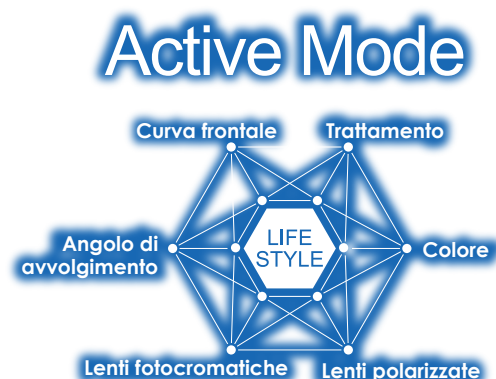 Active Mode
Curva frontale
Trattamento
Angolo di
avvolgimento
LIFE
STYLE
Colore
Lenti fotocromatiche
Lenti polarizzate